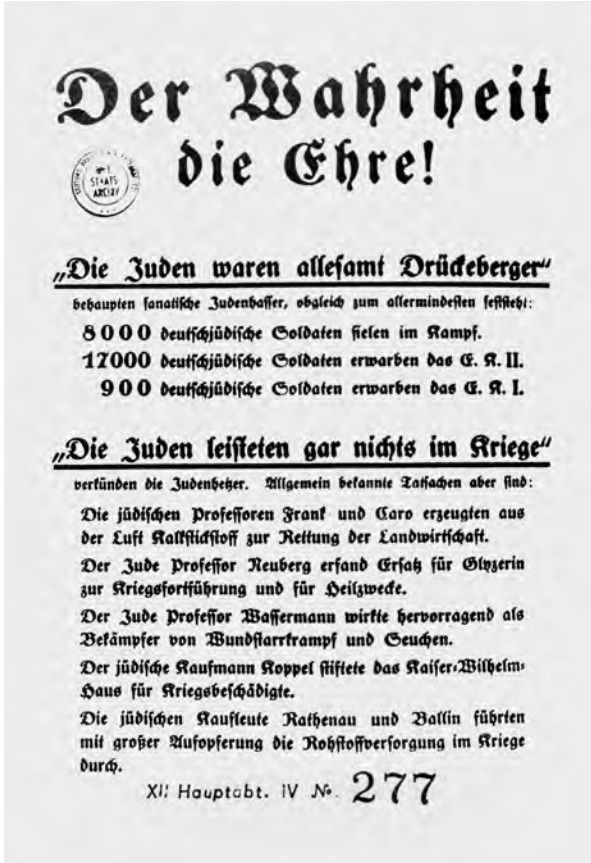 Der Wahrheit
die Ehre!
STAATS
ARCHIV
„Die Juden waren allesamt Drückeberger“
behaupten fanatische Judenhasser, obgleich zum allermindesten feststeht:
8000 deutschjüdische Soldaten fielen im Kampf.
17000 deutschjüdische Soldaten erwarben das E. K. II.
900 deutschjüdische Soldaten erwarben das E. K. I.
„Die Juden leisteten gar nichts im Kriege“
verkünden die Judenhetzer. Allgemein bekannte Tatsachen aber sind:
Die jüdischen Professoren Frank und Caro erzeugten aus
der Luft Kalkstickstoff zur Rettung der Landwirtschaft.
Der Jude Professor Neuberg erfand Ersatz für Glyzerin
zur Kriegsfortführung und für Heilzwecke.
Der Jude Professor Wassermann wirkte hervorragend als
Bekämpfer von Wundstarrkrampf und Seuchen.
Der jüdische Kaufmann Koppel stiftete das Kaiser-Wilhelm-
Haus für Kriegsbeschädigte.
Die jüdischen Kaufleute Rathenau und Ballin führten
mit großer Aufopferung die Rohstoffversorgung im Kriege
durch.
XII Hauptabt. IV No. 277